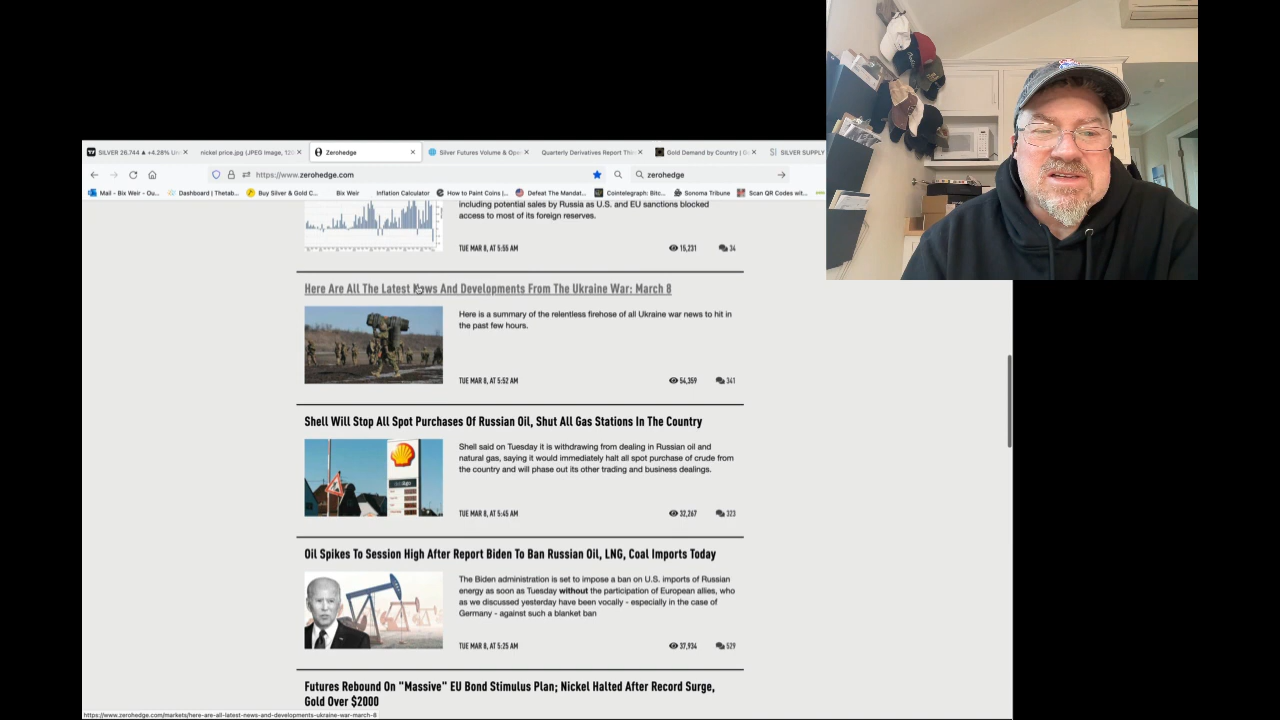 SILVER 26.744 ▲ +4.28% Un
nickel price.jpg (JPEG Image, 12
Zerohedge
Silver Futures Volume & Ope
Quarterly Derivatives Report Thi
Gold Demand by Country | G
SILVER SUPPLY
https://www.zerohedge.com
zerohedge
Mail - Bix Weir - Ou...
Dashboard | Thetab...
Buy Silver & Gold C...
Bix Weir
Inflation Calculator
How to Paint Coins |...
Defeat The Mandat...
Cointelegraph: Bitc...
Sonoma Tribune
Scan QR Codes wit...
including potential sales by Russia as U.S. and EU sanctions blocked
access to most of its foreign reserves.
TUE MAR 8, AT 5:55 AM
15,231
34
Here Are All The Latest News And Developments From The Ukraine War: March 8
Here is a summary of the relentless firehose of all Ukraine war news to hit in
the past few hours.
TUE MAR 8, AT 5:52 AM
54,359
341
Shell Will Stop All Spot Purchases Of Russian Oil, Shut All Gas Stations In The Country
Shell said on Tuesday it is withdrawing from dealing in Russian oil and
natural gas, saying it would immediately halt all spot purchase of crude from
the country and will phase out its other trading and business dealings.
TUE MAR 8, AT 5:45 AM
32,267
323
Oil Spikes To Session High After Report Biden To Ban Russian Oil, LNG, Coal Imports Today
The Biden administration is set to impose a ban on U.S. imports of Russian
energy as soon as Tuesday without the participation of European allies, who
as we discussed yesterday have been vocally - especially in the case of
Germany - against such a blanket ban
TUE MAR 8, AT 5:25 AM
37,934
529
Futures Rebound On "Massive" EU Bond Stimulus Plan; Nickel Halted After Record Surge,
Gold Over $2000
https://www.zerohedge.com/markets/here-are-all-latest-news-and-developments-ukraine-war-march-8